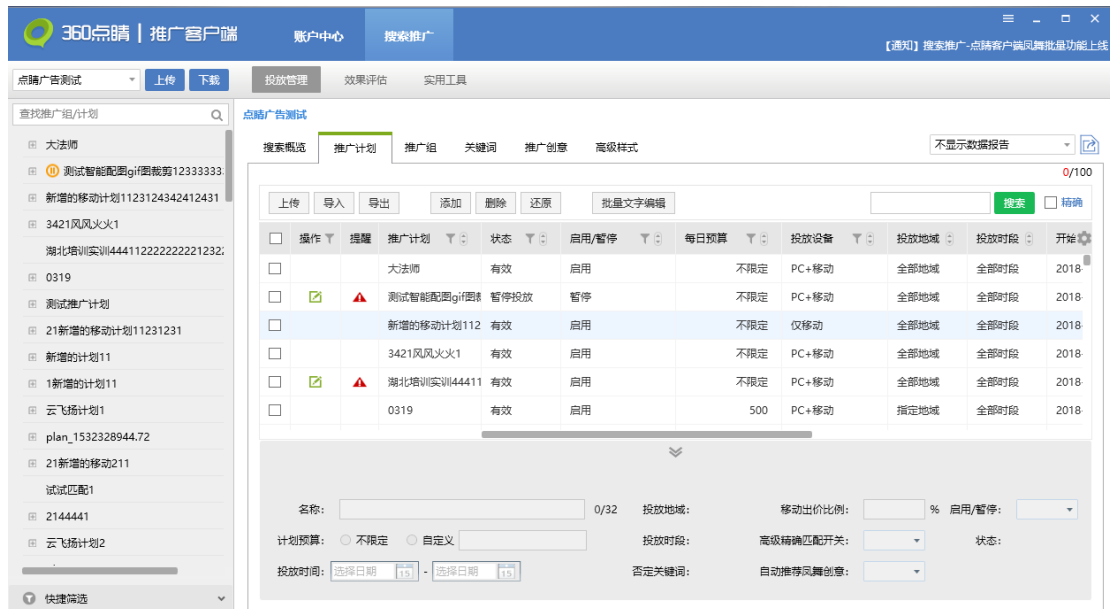 360点睛 | 推广客户端
账户中心
搜索推广
【通知】搜索推广-点睛客户端凤舞批量功能上线
点睛广告测试
上传
下载
投放管理
效果评估
实用工具
查找推广组/计划
大法师
测试智能配图gif图裁剪12333333
新增的移动计划1123124342412431
3421风风火火1
湖北培训实训444112222222221232
0319
测试推广计划
21新增的移动计划11231231
新增的计划11
1新增的计划11
云飞扬计划1
plan_1532328944.72
21新增的移动211
试试匹配1
2144441
云飞扬计划2
快捷筛选
点睛广告测试
搜索概览 推广计划 推广组 关键词 推广创意 高级样式
不显示数据报告
0/100
上传 导入 导出 添加 删除 还原 批量文字编辑 搜索 精确
操作 提醒 推广计划 状态 启用/暂停 每日预算 投放设备 投放地域 投放时段 开始
大法师 有效 启用 不限定 PC+移动 全部地域 全部时段 2018-
测试智能配图gif图裁 暂停投放 暂停 不限定 PC+移动 全部地域 全部时段 2018-
新增的移动计划112 有效 启用 不限定 仅移动 全部地域 全部时段 2018-
3421风风火火1 有效 启用 不限定 PC+移动 全部地域 全部时段 2018-
湖北培训实训44411 有效 启用 不限定 PC+移动 全部地域 全部时段 2018-
0319 有效 启用 500 PC+移动 指定地域 全部时段 2018-
名称: 0/32 投放地域: 移动出价比例: % 启用/暂停:
计划预算: 不限定 自定义 投放时段: 高级精确匹配开关: 状态:
投放时间: 选择日期 15 - 选择日期 15 否定关键词: 自动推荐凤舞创意: